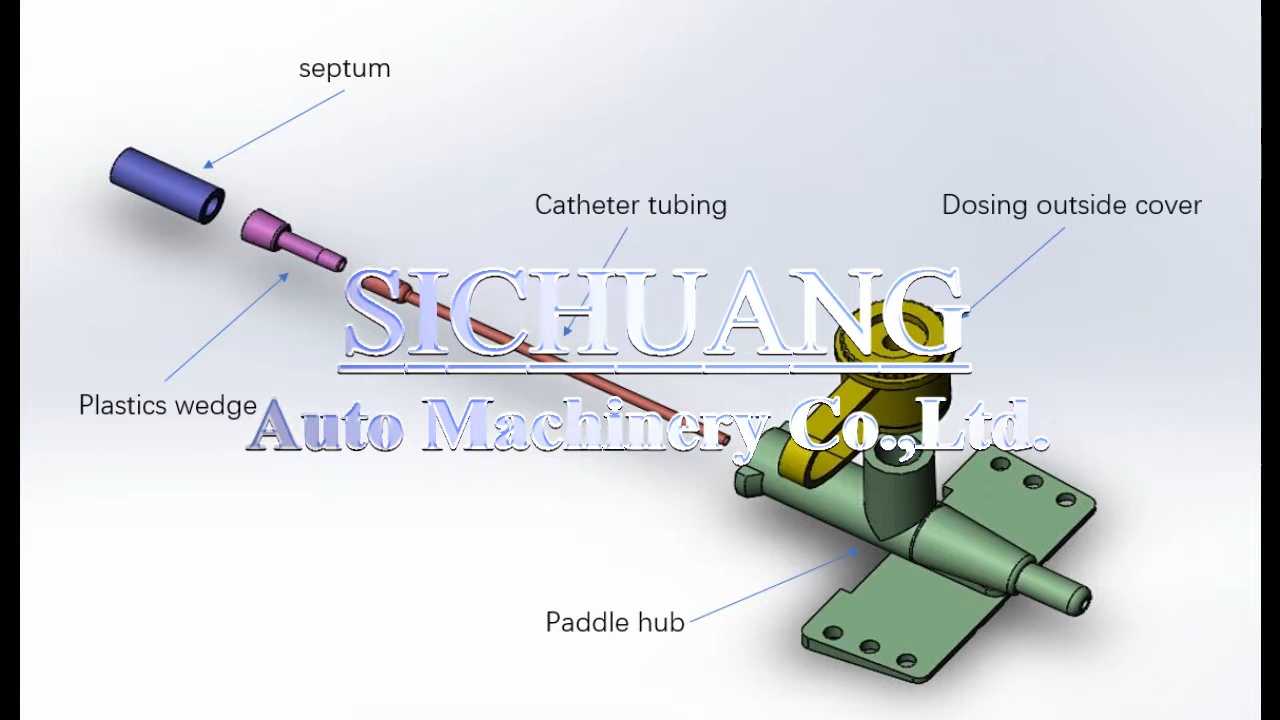 septum
Catheter tubing
Dosing outside cover
SICHUANG
Plastics wedge
Auto Machinery Co.,Ltd.
Paddle hub